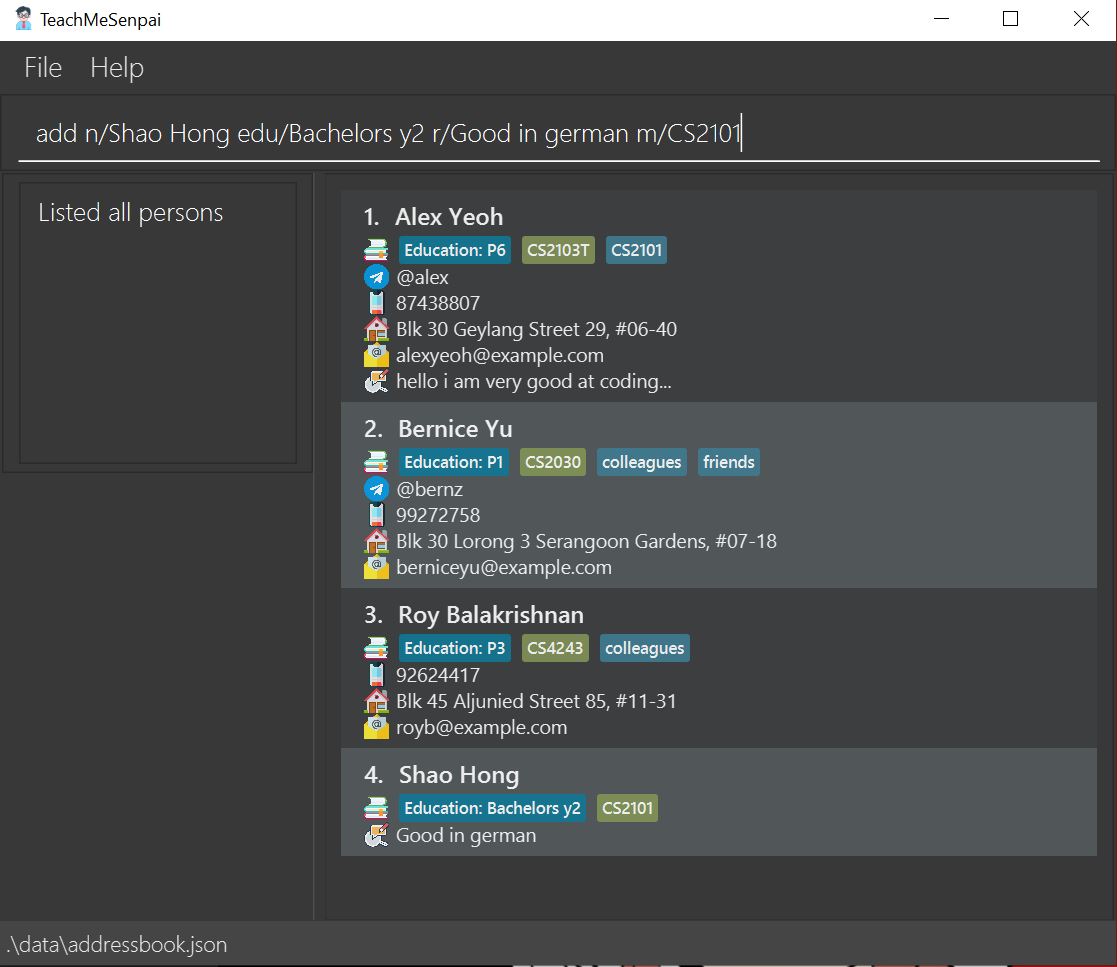 TeachMeSenpai
File Help
add n/Shao Hong edu/Bachelors y2 r/Good in german m/CS2101
Listed all persons
1. Alex Yeoh
Education: P6 CS2103T CS2101
@alex
87438807
Blk 30 Geylang Street 29, #06-40
alexyeoh@example.com
hello i am very good at coding...
2. Bernice Yu
Education: P1 CS2030 colleagues friends
@bernz
99272758
Blk 30 Lorong 3 Serangoon Gardens, #07-18
berniceyu@example.com
3. Roy Balakrishnan
Education: P3 CS4243 colleagues
92624417
Blk 45 Aljunied Street 85, #11-31
royb@example.com
4. Shao Hong
Education: Bachelors y2 CS2101
Good in german
.\data\addressbook.json